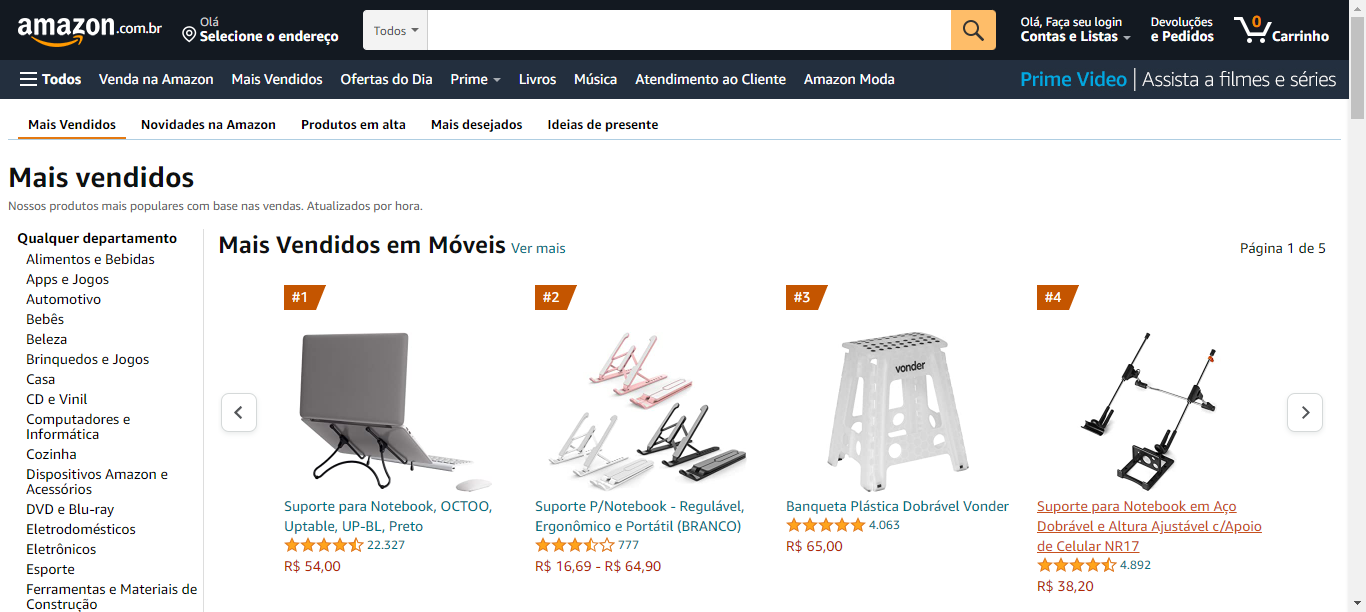 amazon.com.br
Olá
Selecione o endereço
Todos
Olá, Faça seu login
Contas e Listas
Devoluções
e Pedidos
0
Carrinho
Todos
Venda na Amazon
Mais Vendidos
Ofertas do Dia
Prime
Livros
Música
Atendimento ao Cliente
Amazon Moda
Prime Video | Assista a filmes e séries
Mais Vendidos
Novidades na Amazon
Produtos em alta
Mais desejados
Ideias de presente
Mais vendidos
Nossos produtos mais populares com base nas vendas. Atualizados por hora.
Qualquer departamento
Alimentos e Bebidas
Apps e Jogos
Automotivo
Bebês
Beleza
Brinquedos e Jogos
Casa
CD e Vinil
Computadores e
Informática
Cozinha
Dispositivos Amazon e
Acessórios
DVD e Blu-ray
Eletrodomésticos
Eletrônicos
Esporte
Ferramentas e Materiais de
Construção
Mais Vendidos em Móveis Ver mais
Página 1 de 5
#1
Suporte para Notebook, OCTOO,
Uptable, UP-BL, Preto
22.327
R$ 54,00
#2
Suporte P/Notebook - Regulável,
Ergonômico e Portátil (BRANCO)
777
R$ 16,69 - R$ 64,90
#3
vonder
Banqueta Plástica Dobrável Vonder
4.063
R$ 65,00
#4
Suporte para Notebook em Aço
Dobrável e Altura Ajustável c/Apoio
de Celular NR17
4.892
R$ 38,20